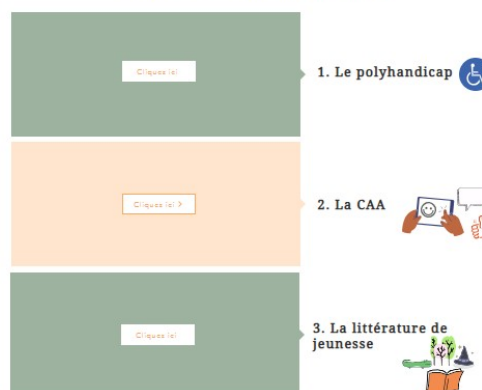 Cliquez ici
1. Le polyhandicap
Cliquez ici >
2. La CAA
Cliquez ici
3. La littérature de
jeunesse